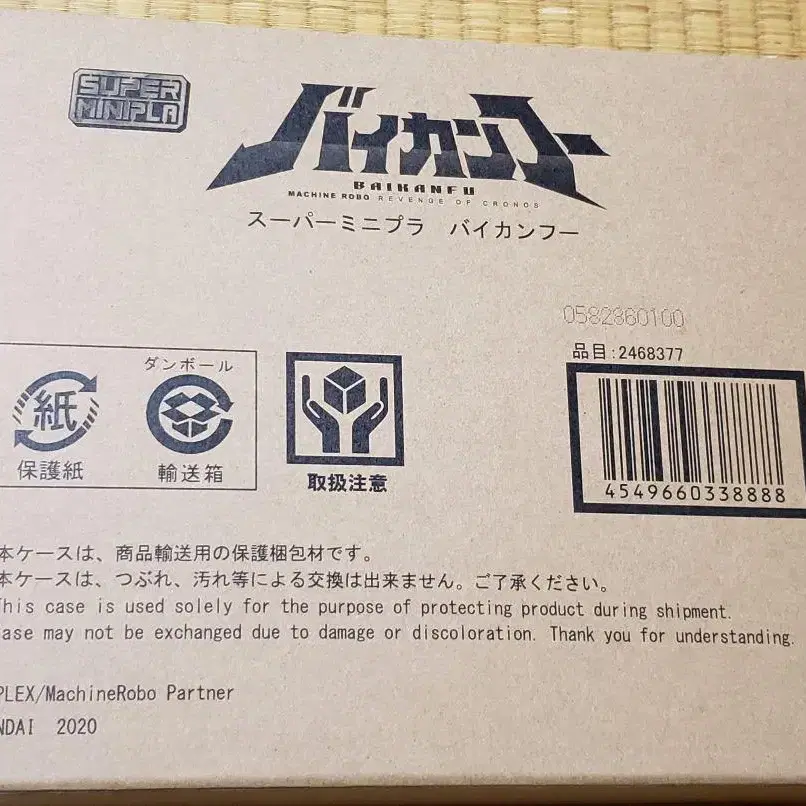 SUPER
MINIPLA
バイカンフー
BAIKANFU
MACHINE ROBO REVENGE OF CRONOS
スーパーミニプラ バイカンフー
0582860100
品目:2468377
4549660338888
ダンボール
紙
保護紙
輸送箱
取扱注意
本ケースは、商品輸送用の保護梱包材です。
本ケースは、つぶれ、汚れ等による交換は出来ません。ご了承ください。
This case is used solely for the purpose of protecting product during shipment.
ase may not be exchanged due to damage or discoloration. Thank you for understanding.
PLEX/MachineRobo Partner
NDAI 2020